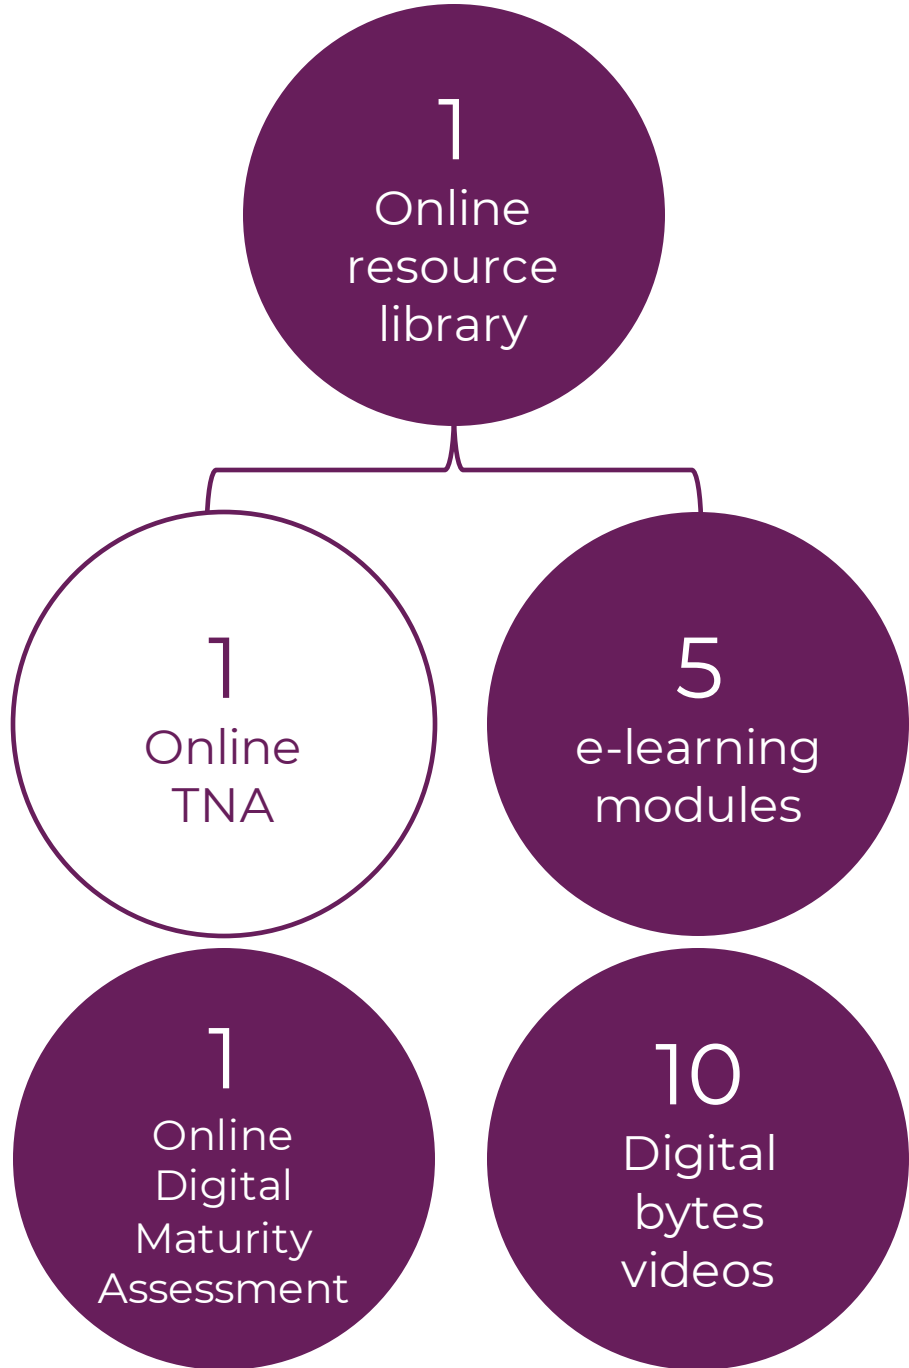 1
Online
resource
library
1
Online
TNA
5
e-learning
modules
1
Online
Digital
Maturity
Assessment
10
Digital
bytes
videos